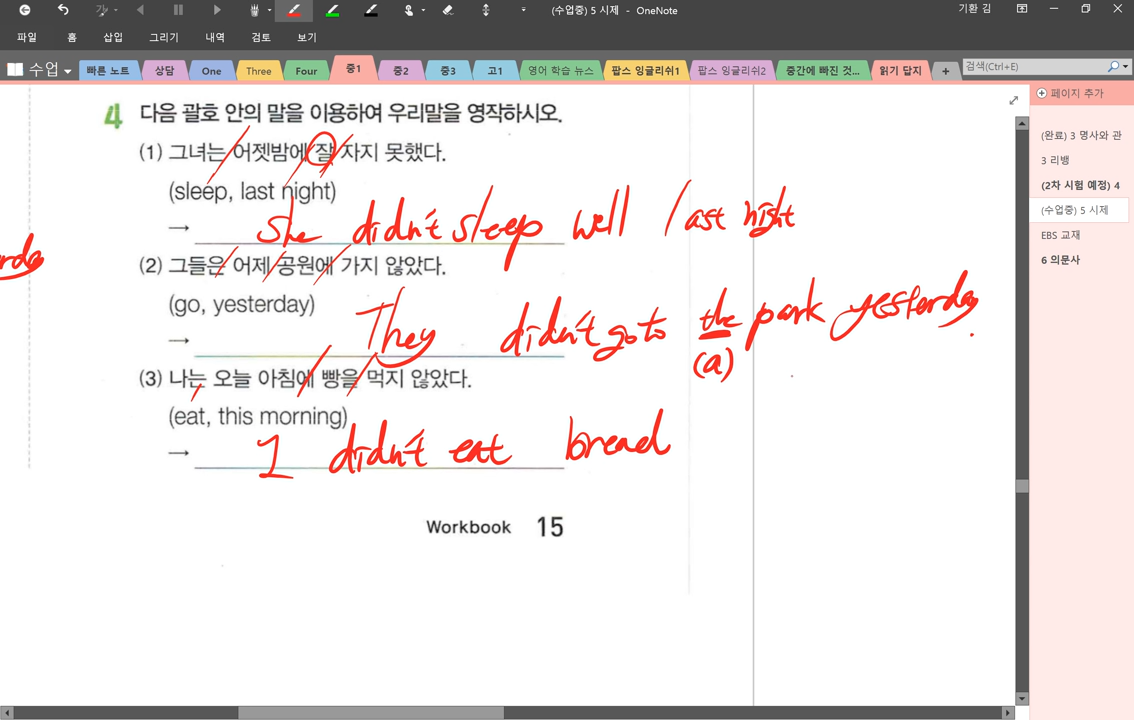 (수업중) 5 시제 - OneNote
기환 김
파일 홈 삽입 그리기 내역 검토 보기
수업 빠른 노트 상담 One Three Four 중1 중2 중3 고1 영어 학습 뉴스 팝스 잉글리쉬1 팝스 잉글리쉬2 중간에 빠진 것... 읽기 답지 + 검색(Ctrl+E)
페이지 추가
(완료) 3 명사와 관
3 리뱅
(2차 시험 예정) 4
(수업중) 5 시제
EBS 교재
6 의문사
4 다음 괄호 안의 말을 이용하여 우리말을 영작하시오.
(1) 그녀는 어젯밤에 잘 자지 못했다.
(sleep, last night)
→ She didn't sleep well last night
(2) 그들은 어제 공원에 가지 않았다.
(go, yesterday)
→ They didn't go to the park yesterday.
(a)
(3) 나는 오늘 아침에 빵을 먹지 않았다.
(eat, this morning)
→ I didn't eat bread
Workbook 15